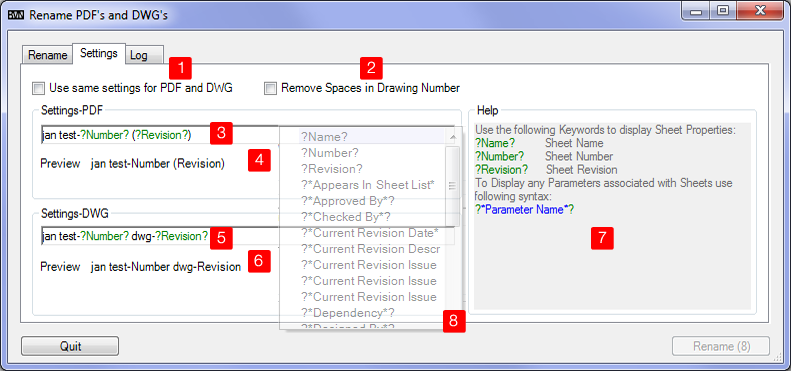 Rename PDF's and DWG's
Rename Settings Log
1
2
Use same settings for PDF and DWG
Remove Spaces in Drawing Number
Settings-PDF
jan test-?Number? (?Revision?)
3
Preview jan test-Number (Revision)
4
Settings-DWG
jan test-?Number? dwg-?Revision?
5
Preview jan test-Number dwg-Revision
6
?Name?
?Number?
?Revision?
?*Appears In Sheet List*
?*Approved By*?
?*Checked By*?
?*Current Revision Date*
?*Current Revision Descr
?*Current Revision Issue
?*Current Revision Issue
?*Current Revision Issue
?*Dependency*?
?*Designed By*?
8
Help
Use the following Keywords to display Sheet Properties:
?Name? Sheet Name
?Number? Sheet Number
?Revision? Sheet Revision
To Display any Parameters associated with Sheets use
following syntax:
?*Parameter Name*?
7
Quit
Rename (8)